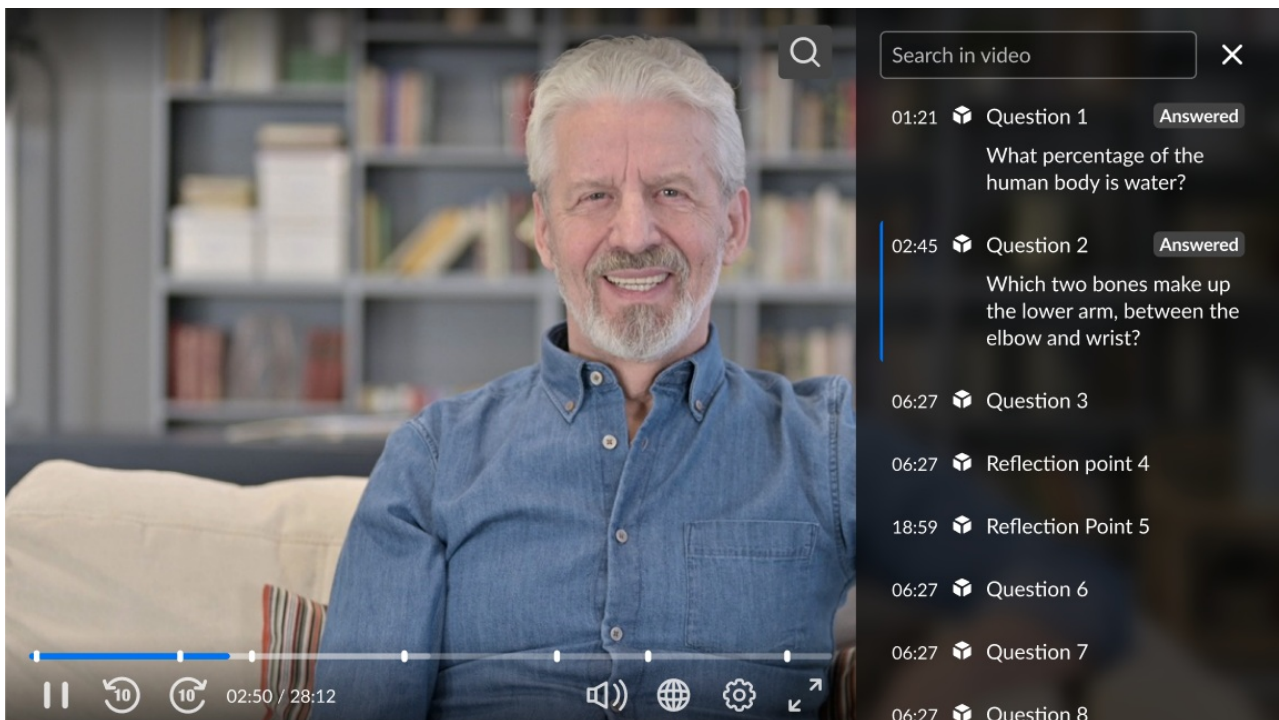 Search in video
01:21 Question 1 Answered
What percentage of the
human body is water?
02:45 Question 2 Answered
Which two bones make up
the lower arm, between the
elbow and wrist?
06:27 Question 3
06:27 Reflection point 4
18:59 Reflection Point 5
06:27 Question 6
06:27 Question 7
06:27 Question 8
10 10 02:50 / 28:12